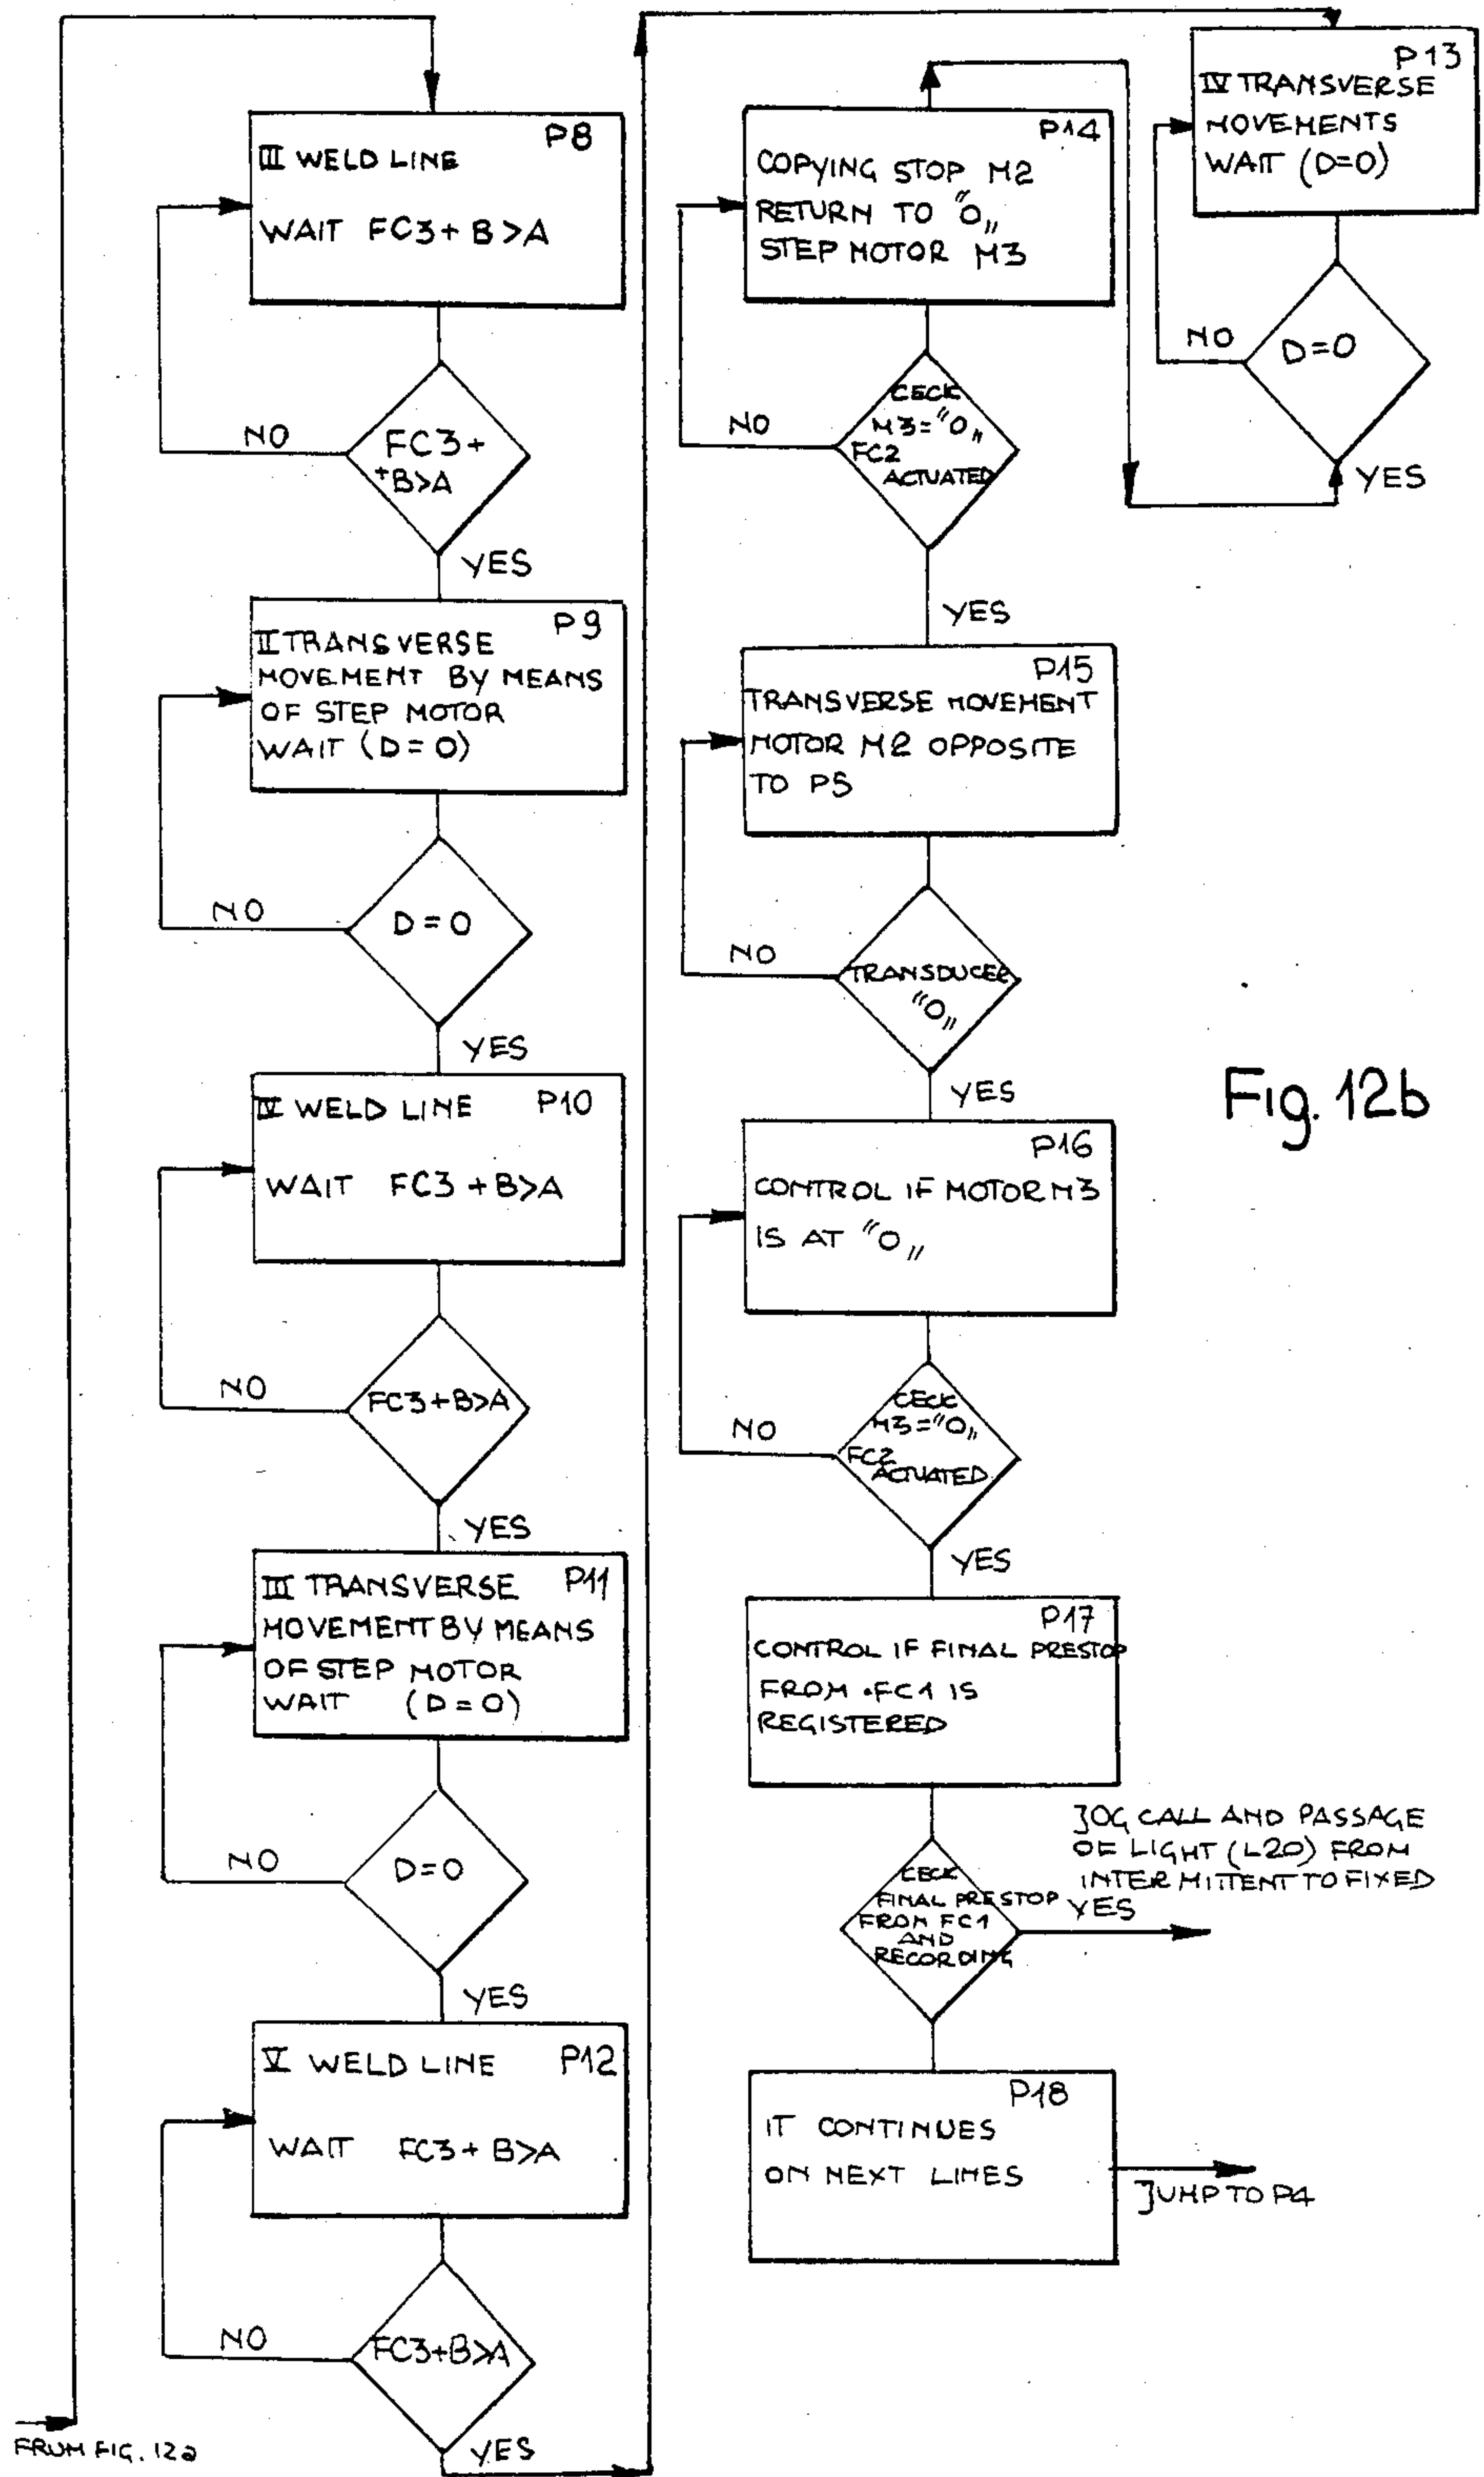 P8
III WELD LINE
WAIT FC3+ B>A
NO
FC3+
+B>A
YES
P9
II TRANSVERSE
MOVEMENT BY MEANS
OF STEP MOTOR
WAIT (D=0)
NO
D=0
YES
IV WELD LINE P10
WAIT FC3 +B>A
NO
FC3+B>A
YES
III TRANSVERSE P11
MOVEMENT BY MEANS
OF STEP MOTOR
WAIT (D=0)
NO
D=0
YES
V WELD LINE P12
WAIT FC3+ B>A
NO
FC3+B>A
YES
FROM FIG. 12a
P13
IV TRANSVERSE
MOVEMENTS
WAIT (D=0)
NO
D=0
YES
P14
COPYING STOP M2
RETURN TO "0"
STEP MOTOR M3
NO
CECK
M3="0"
FC2
ACTUATED
YES
P15
TRANSVERSE MOVEMENT
MOTOR M2 OPPOSITE
TO P5
NO
TRANSDUCER
"0"
YES
P16
CONTROL IF MOTOR M3
IS AT "0"
NO
CECK
M3="0"
FC2
ACTUATED
YES
P17
CONTROL IF FINAL PRESTOP
FROM FC1 IS
REGISTERED
JOG CALL AND PASSAGE
OF LIGHT (L20) FROM
INTERMITTENT TO FIXED
YES
CECK
FINAL PRESTOP
FROM FC1
AND
RECORDING
P18
IT CONTINUES
ON NEXT LINES
JUMP TO P4
Fig. 12b